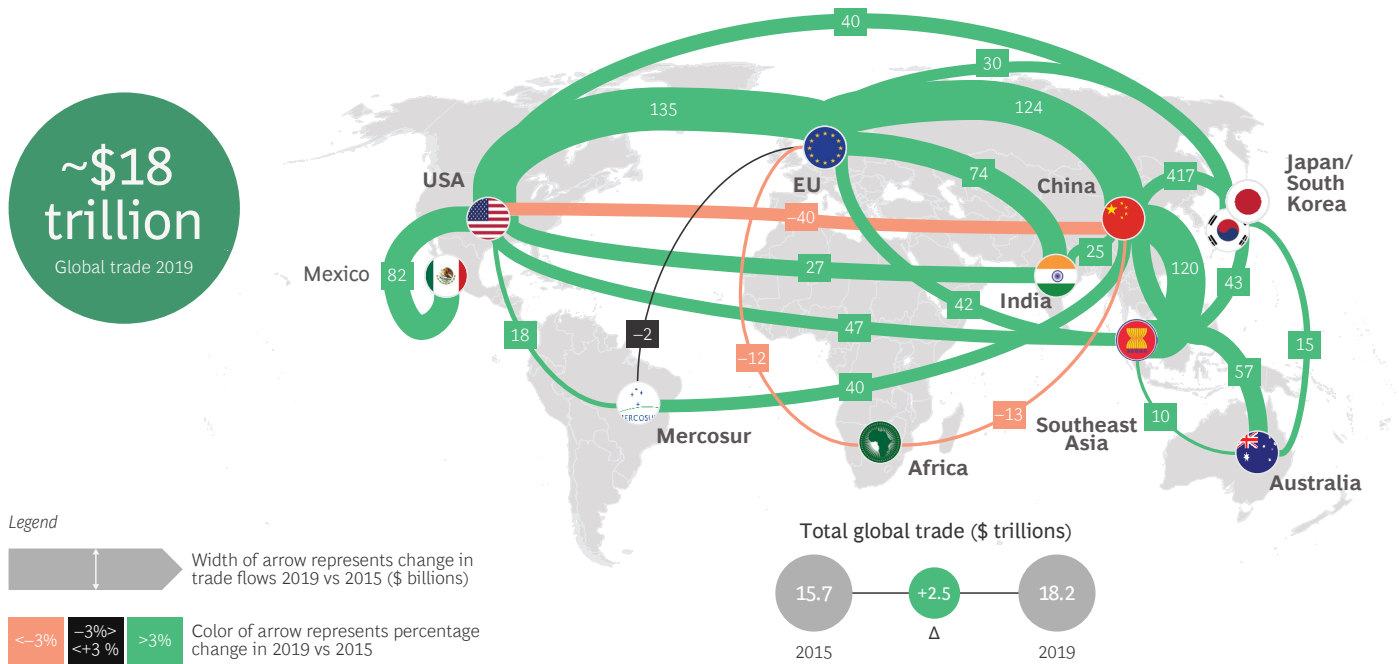 ~$18
trillion
Global trade 2019
40
30
135
124
USA
EU
74
China
417
Japan/
South
Korea
–40
Mexico
82
27
25
India
120
43
42
18
–2
47
–12
15
40
57
–13
10
MERCOSU
Mercosur
Southeast
Asia
Africa
Australia
Legend
Width of arrow represents change in
trade flows 2019 vs 2015 ($ billions)
<–3%
–3%>
<+3 %
>3%
Color of arrow represents percentage
change in 2019 vs 2015
Total global trade ($ trillions)
15.7
+2.5
18.2
Δ
2015
2019